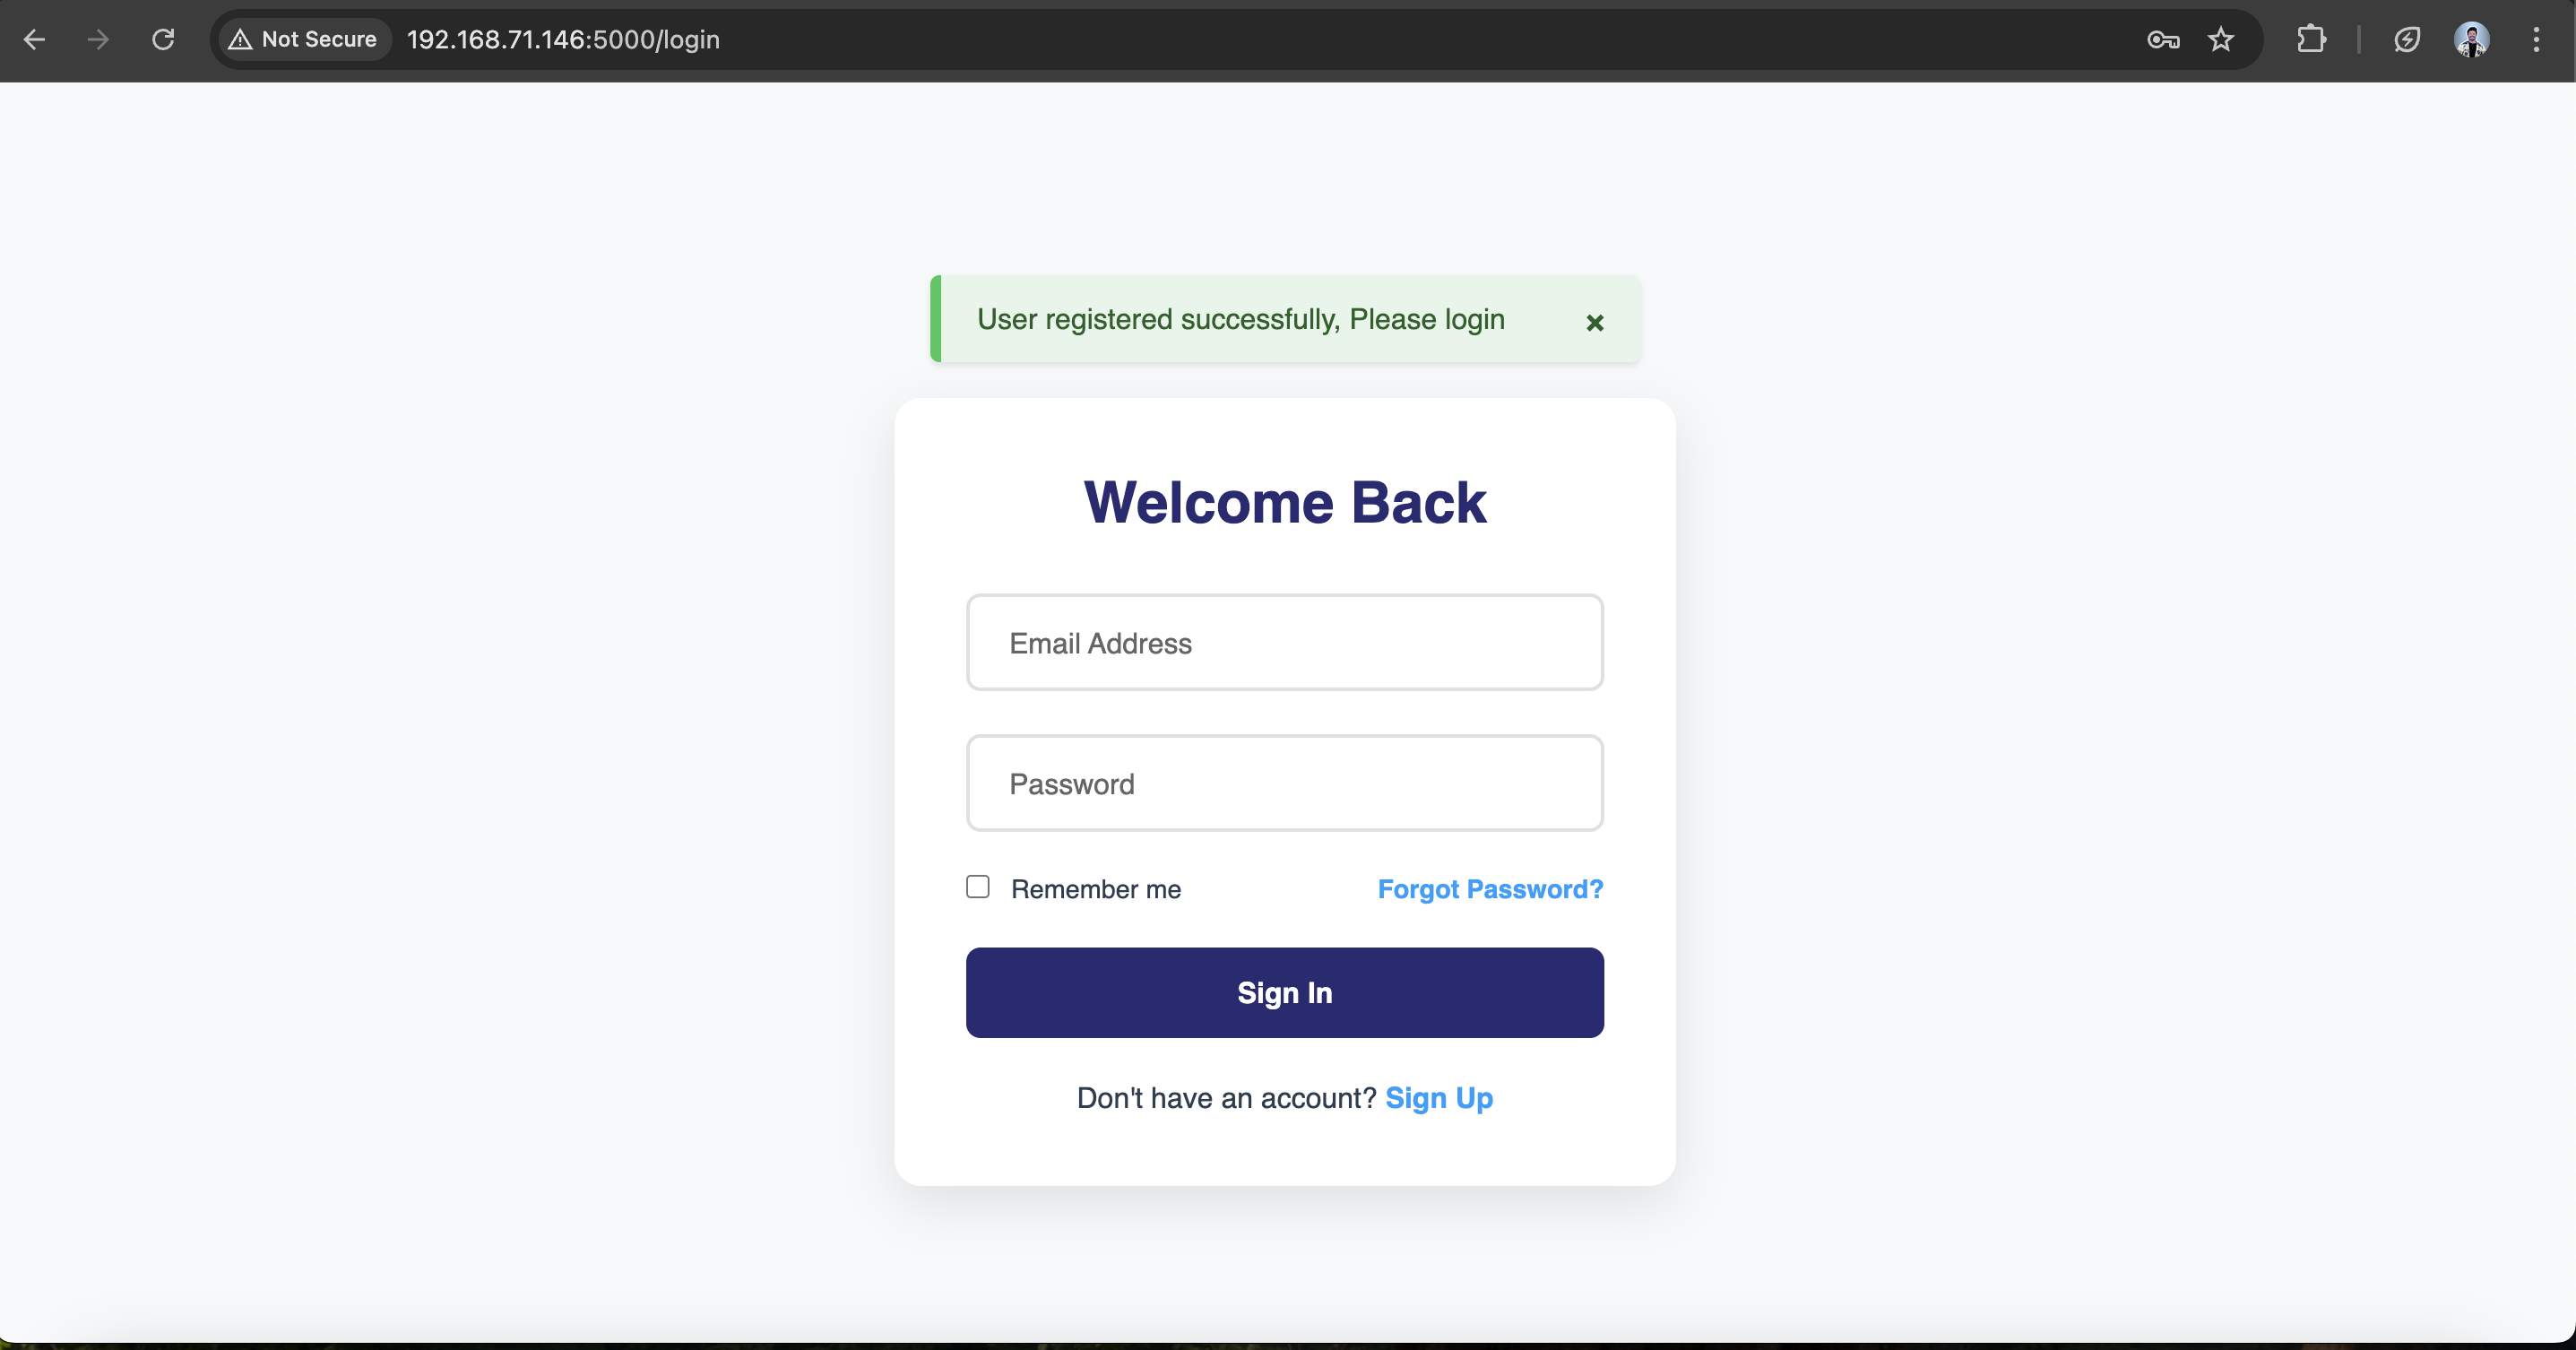 Not Secure 192.168.71.146:5000/login
User registered successfully, Please login ×
Welcome Back
Email Address
Password
Remember me Forgot Password?
Sign In
Don't have an account? Sign Up